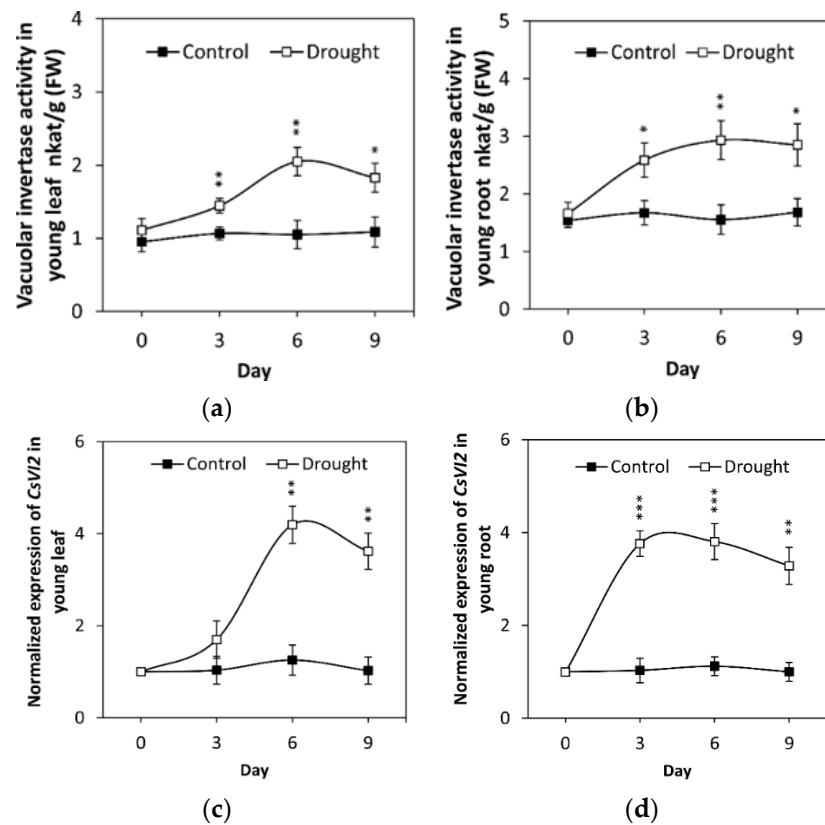 Vacuolar invertase activity in
young leaf nkat/g (FW)
4
3
2
1
0
Control
Drought
**
**
*
0
3
6
9
Day
(a)
Vacuolar invertase activity in
young root nkat/g (FW)
5
4
3
2
1
0
Control
Drought
*
**
*
0
3
6
9
Day
(b)
Normalized expression of CsVI2 in
young leaf
6
4
2
0
Control
Drought
**
**
0
3
6
9
Day
(c)
Normalized expression of CsVI2 in
young root
6
4
2
0
Control
Drought
***
***
**
0
3
6
9
Day
(d)